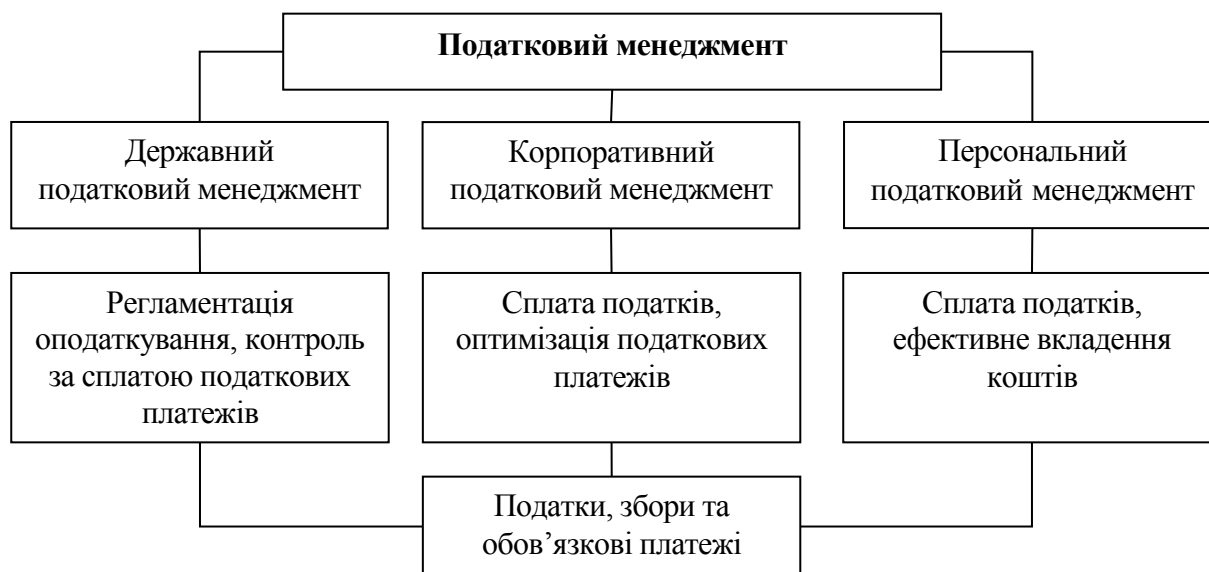 Податковий менеджмент
Державний
податковий менеджмент
Корпоративний
податковий менеджмент
Персональний
податковий менеджмент
Регламентація
оподаткування, контроль
за сплатою податкових
платежів
Сплата податків,
оптимізація податкових
платежів
Сплата податків,
ефективне вкладення
коштів
Податки, збори та
обов’язкові платежі